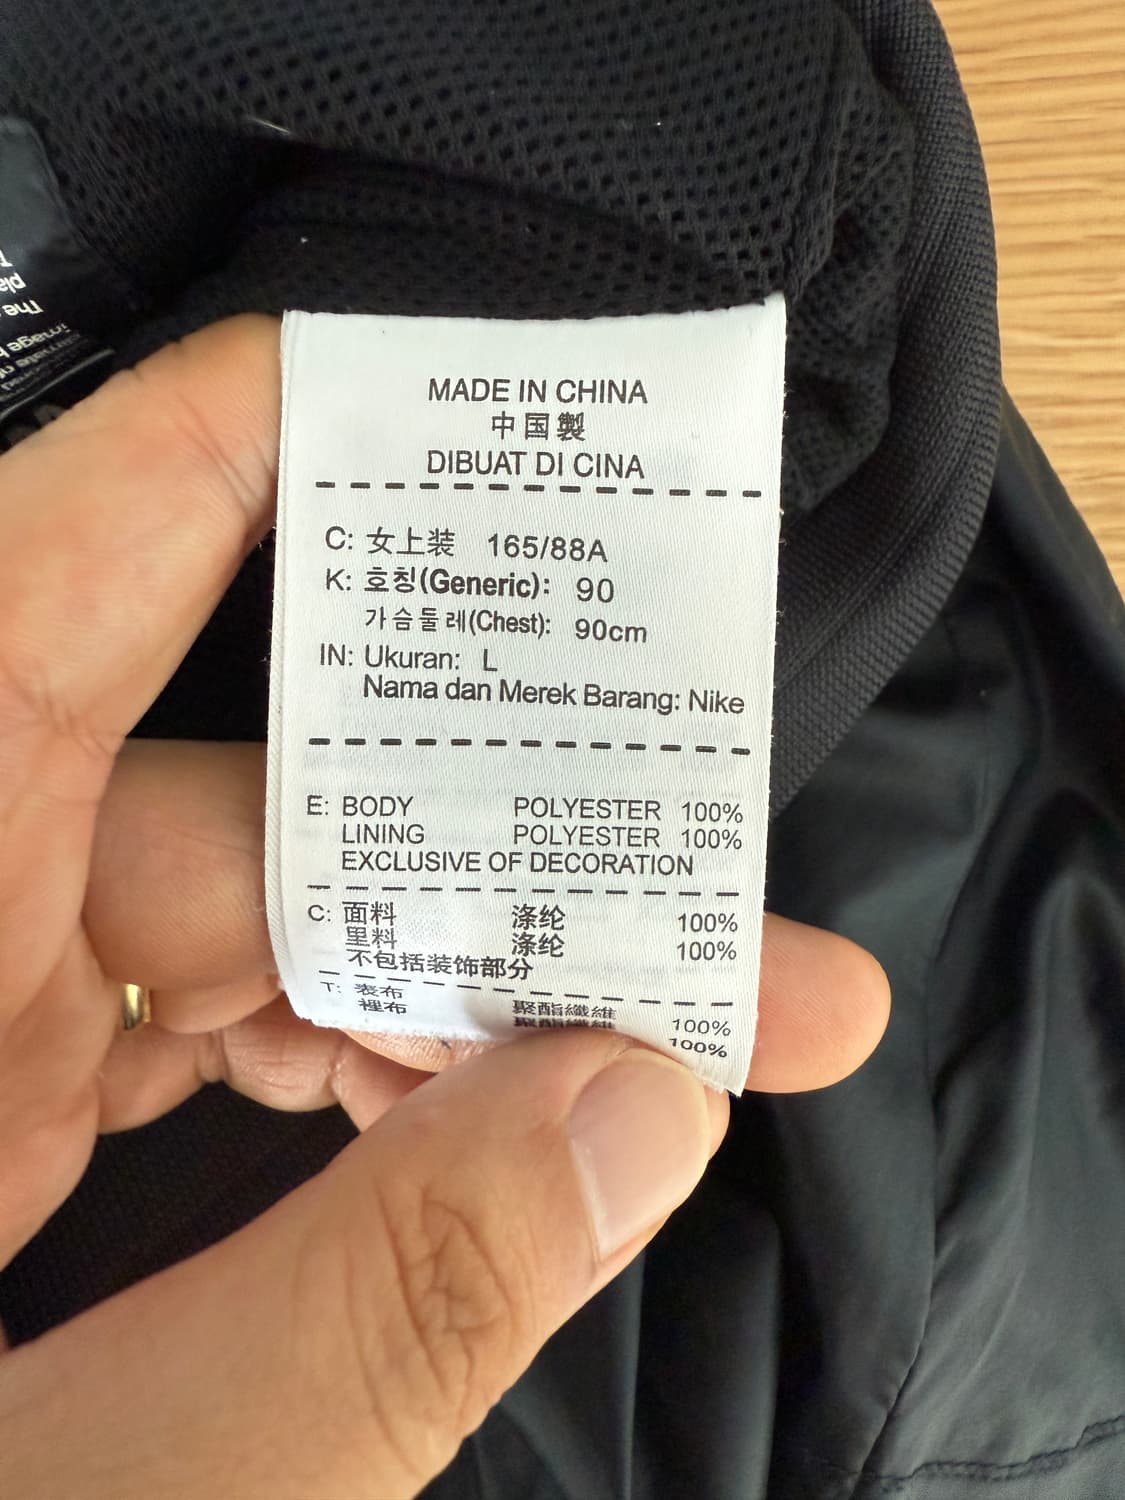 MADE IN CHINA
中国製
DIBUAT DI CINA
C: 女上装 165/88A
K: 호칭(Generic): 90
가슴둘레(Chest): 90cm
IN: Ukuran: L
Nama dan Merek Barang: Nike
E: BODY POLYESTER 100%
LINING POLYESTER 100%
EXCLUSIVE OF DECORATION
C: 面料 涤纶 100%
里料 涤纶 100%
不包括装饰部分
T: 表布 聚酯纖維 100%
裡布 聚酯纖維 100%
The